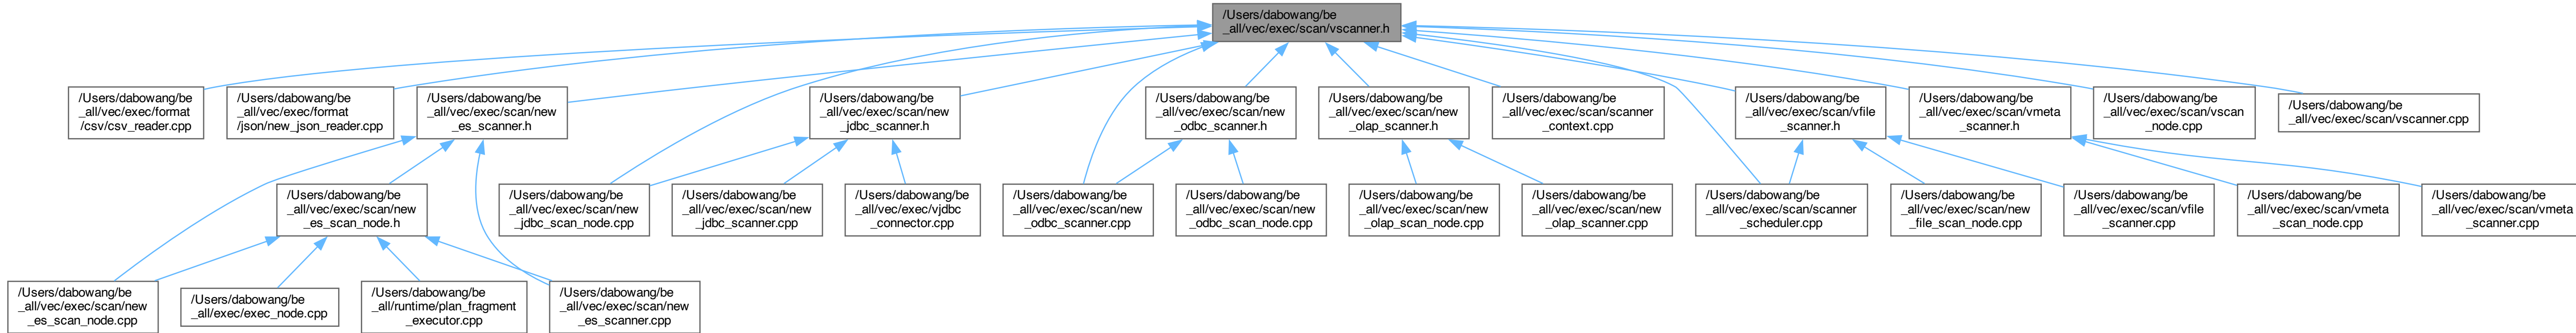 /Users/dabowang/be
_all/vec/exec/scan/vscanner.h
/Users/dabowang/be
_all/vec/exec/format
/csv/csv_reader.cpp
/Users/dabowang/be
_all/vec/exec/format
/json/new_json_reader.cpp
/Users/dabowang/be
_all/vec/exec/scan/new
_es_scanner.h
/Users/dabowang/be
_all/vec/exec/scan/new
_jdbc_scanner.h
/Users/dabowang/be
_all/vec/exec/scan/new
_odbc_scanner.h
/Users/dabowang/be
_all/vec/exec/scan/new
_olap_scanner.h
/Users/dabowang/be
_all/vec/exec/scan/scanner
_context.cpp
/Users/dabowang/be
_all/vec/exec/scan/vfile
_scanner.h
/Users/dabowang/be
_all/vec/exec/scan/vmeta
_scanner.h
/Users/dabowang/be
_all/vec/exec/scan/vscan
_node.cpp
/Users/dabowang/be
_all/vec/exec/scan/vscanner.cpp
/Users/dabowang/be
_all/vec/exec/scan/new
_es_scan_node.h
/Users/dabowang/be
_all/vec/exec/scan/new
_jdbc_scan_node.cpp
/Users/dabowang/be
_all/vec/exec/scan/new
_jdbc_scanner.cpp
/Users/dabowang/be
_all/vec/exec/vjdbc
_connector.cpp
/Users/dabowang/be
_all/vec/exec/scan/new
_odbc_scanner.cpp
/Users/dabowang/be
_all/vec/exec/scan/new
_odbc_scan_node.cpp
/Users/dabowang/be
_all/vec/exec/scan/new
_olap_scan_node.cpp
/Users/dabowang/be
_all/vec/exec/scan/new
_olap_scanner.cpp
/Users/dabowang/be
_all/vec/exec/scan/scanner
_scheduler.cpp
/Users/dabowang/be
_all/vec/exec/scan/new
_file_scan_node.cpp
/Users/dabowang/be
_all/vec/exec/scan/vfile
_scanner.cpp
/Users/dabowang/be
_all/vec/exec/scan/vmeta
_scan_node.cpp
/Users/dabowang/be
_all/vec/exec/scan/vmeta
_scanner.cpp
/Users/dabowang/be
_all/vec/exec/scan/new
_es_scan_node.cpp
/Users/dabowang/be
_all/exec/exec_node.cpp
/Users/dabowang/be
_all/runtime/plan_fragment
_executor.cpp
/Users/dabowang/be
_all/vec/exec/scan/new
_es_scanner.cpp